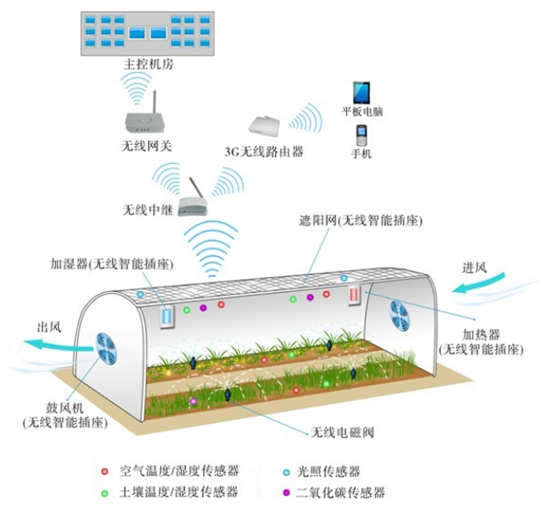 主控机房
无线网关
3G无线路由器
平板电脑
手机
无线中继
遮阳网(无线智能插座)
加湿器(无线智能插座)
进风
出风
加热器
(无线智能插座)
鼓风机
(无线智能插座)
无线电磁阀
空气温度/湿度传感器
光照传感器
土壤温度/湿度传感器
二氧化碳传感器